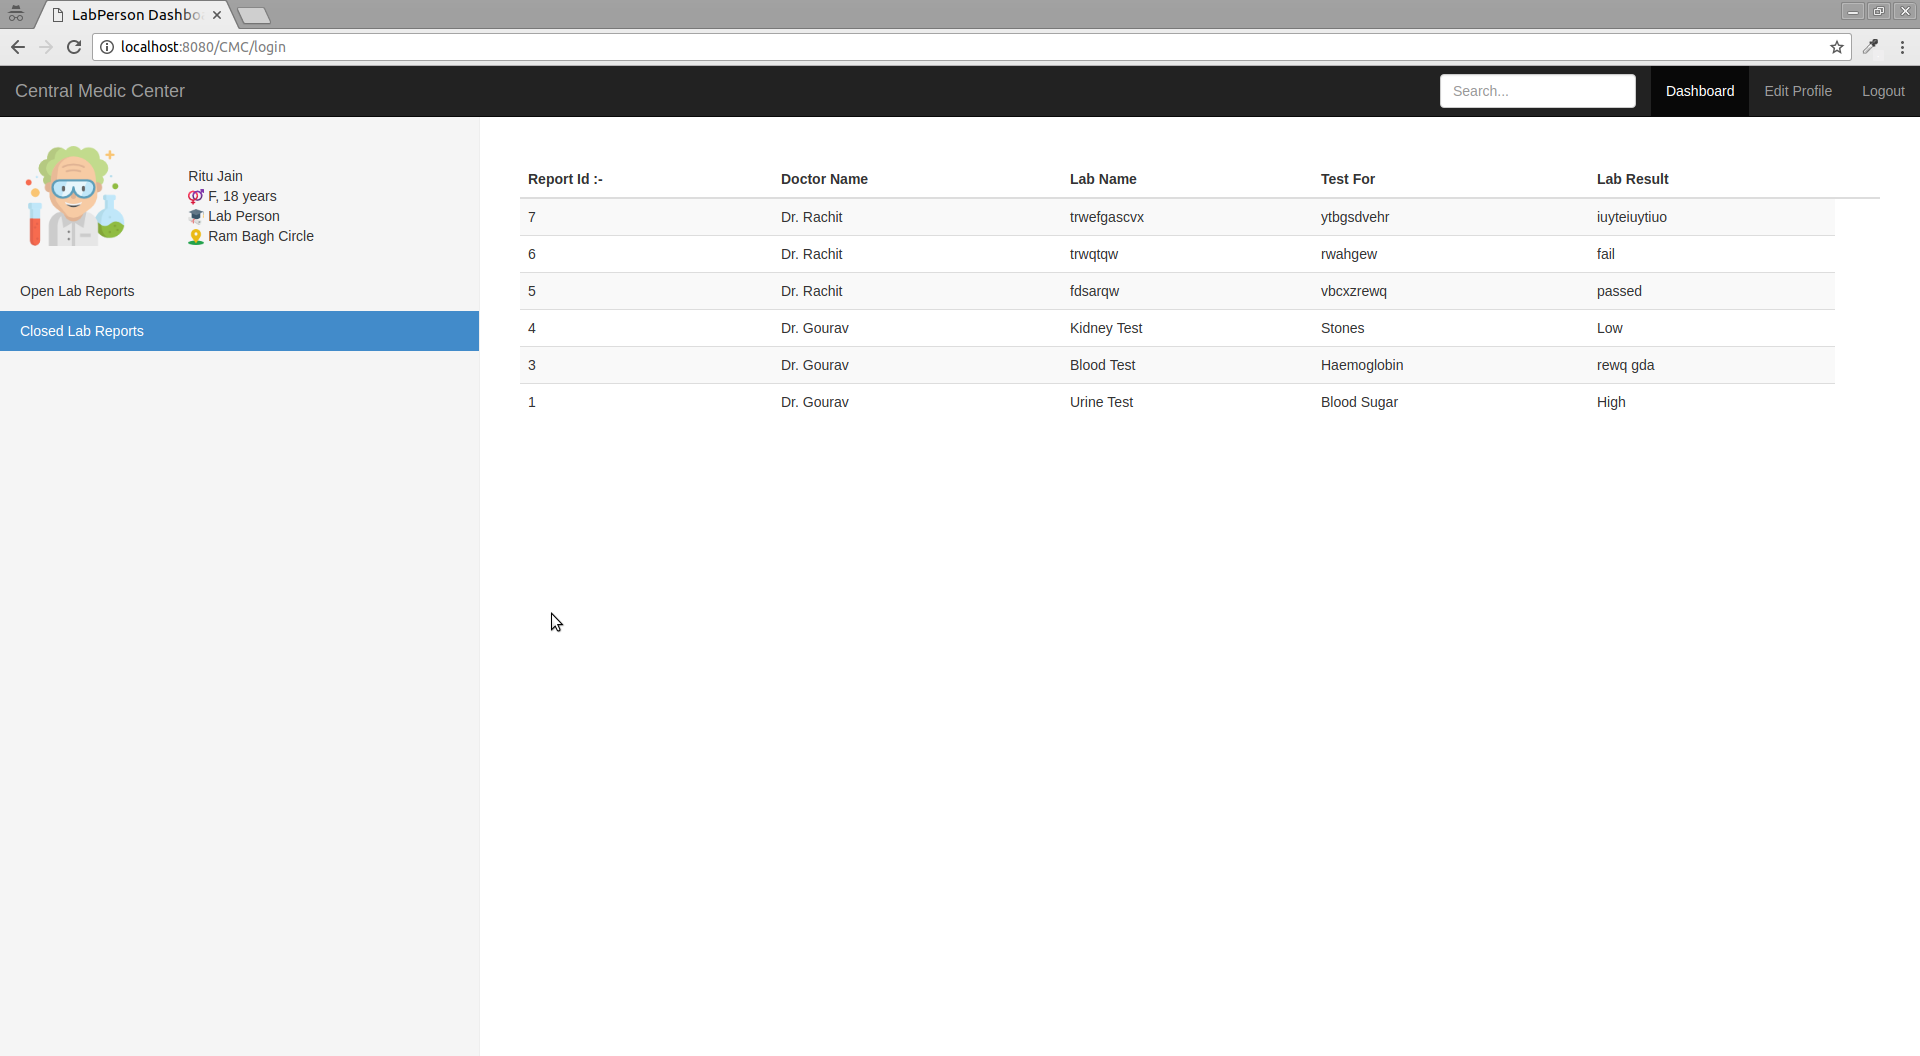 LabPerson Dashbo
localhost:8080/CMC/login
Central Medic Center
Search...
Dashboard
Edit Profile
Logout
Ritu Jain
F, 18 years
Lab Person
Ram Bagh Circle
Open Lab Reports
Closed Lab Reports
Report Id :- Doctor Name Lab Name Test For Lab Result
7 Dr. Rachit trwefgascvx ytbgsdvehr iuyteiuytiuo
6 Dr. Rachit trwqtqw rwahgew fail
5 Dr. Rachit fdsarqw vbcxzrewq passed
4 Dr. Gourav Kidney Test Stones Low
3 Dr. Gourav Blood Test Haemoglobin rewq gda
1 Dr. Gourav Urine Test Blood Sugar High